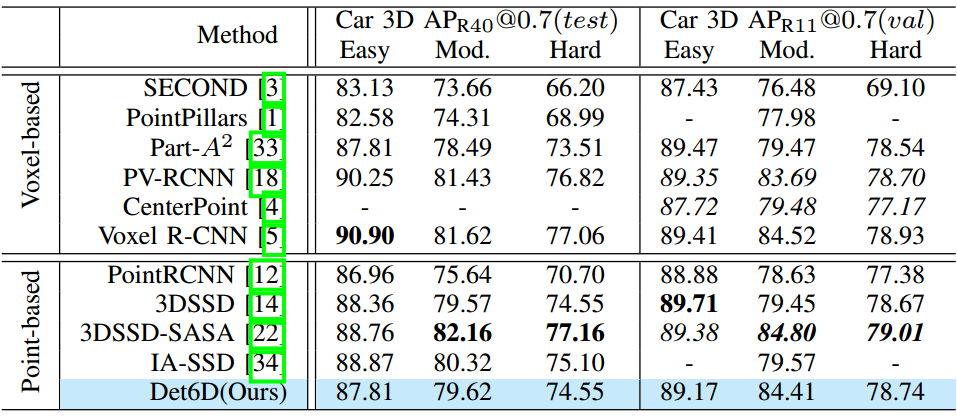 Method Car 3D AP_R40@0.7(test) Car 3D AP_R11@0.7(val)
Easy Mod. Hard Easy Mod. Hard
Voxel-based
SECOND [3] 83.13 73.66 66.20 87.43 76.48 69.10
PointPillars [1] 82.58 74.31 68.99 - 77.98 -
Part-A² [33] 87.81 78.49 73.51 89.47 79.47 78.54
PV-RCNN [18] 90.25 81.43 76.82 89.35 83.69 78.70
CenterPoint [4] - - - 87.72 79.48 77.17
Voxel R-CNN [5] 90.90 81.62 77.06 89.41 84.52 78.93
Point-based
PointRCNN [12] 86.96 75.64 70.70 88.88 78.63 77.38
3DSSD [14] 88.36 79.57 74.55 89.71 79.45 78.67
3DSSD-SASA [22] 88.76 82.16 77.16 89.38 84.80 79.01
IA-SSD [34] 88.87 80.32 75.10 - 79.57 -
Det6D(Ours) 87.81 79.62 74.55 89.17 84.41 78.74